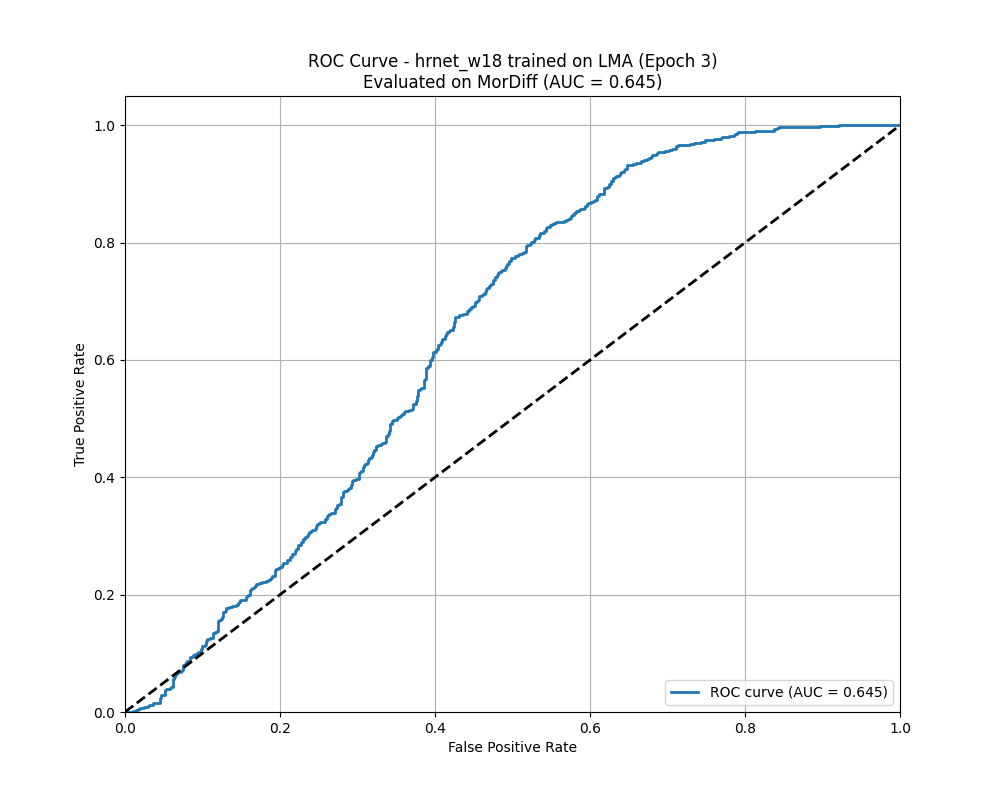 ROC Curve - hrnet_w18 trained on LMA (Epoch 3)
Evaluated on MorDiff (AUC = 0.645)
True Positive Rate
1.0
0.8
0.6
0.4
0.2
0.0
ROC curve (AUC = 0.645)
0.0 0.2 0.4 0.6 0.8 1.0
False Positive Rate